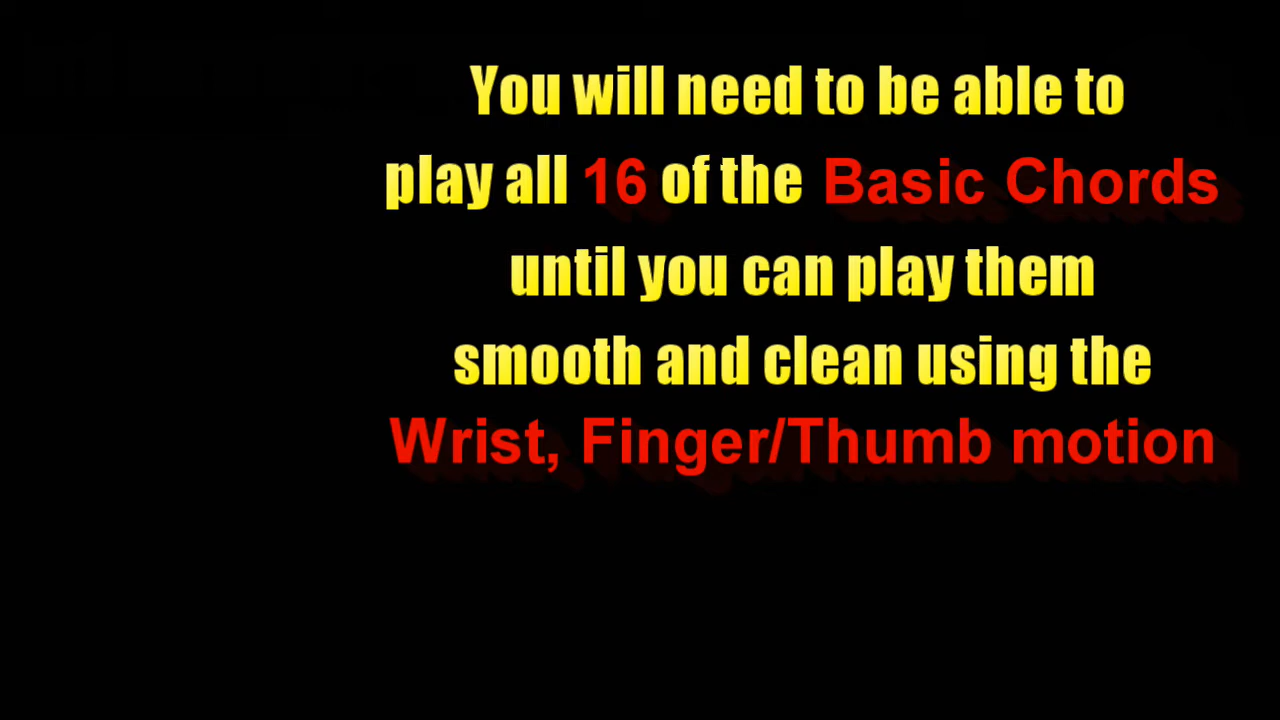 You will need to be able to
play all 16 of the Basic Chords
until you can play them
smooth and clean using the
Wrist, Finger/Thumb motion